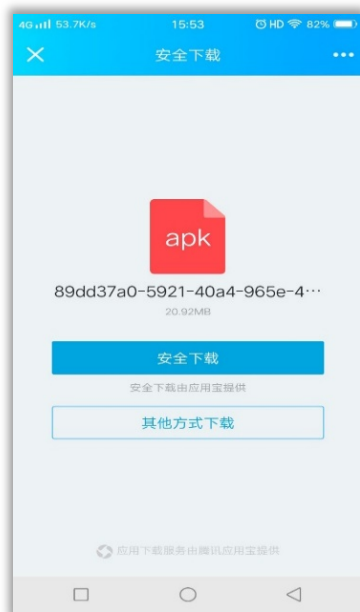 4G 53.7K/s 15:53 HD 82%
安全下载
apk
89dd37a0-5921-40a4-965e-4···
20.92MB
安全下载
安全下载由应用宝提供
其他方式下载
应用下载服务由腾讯应用宝提供